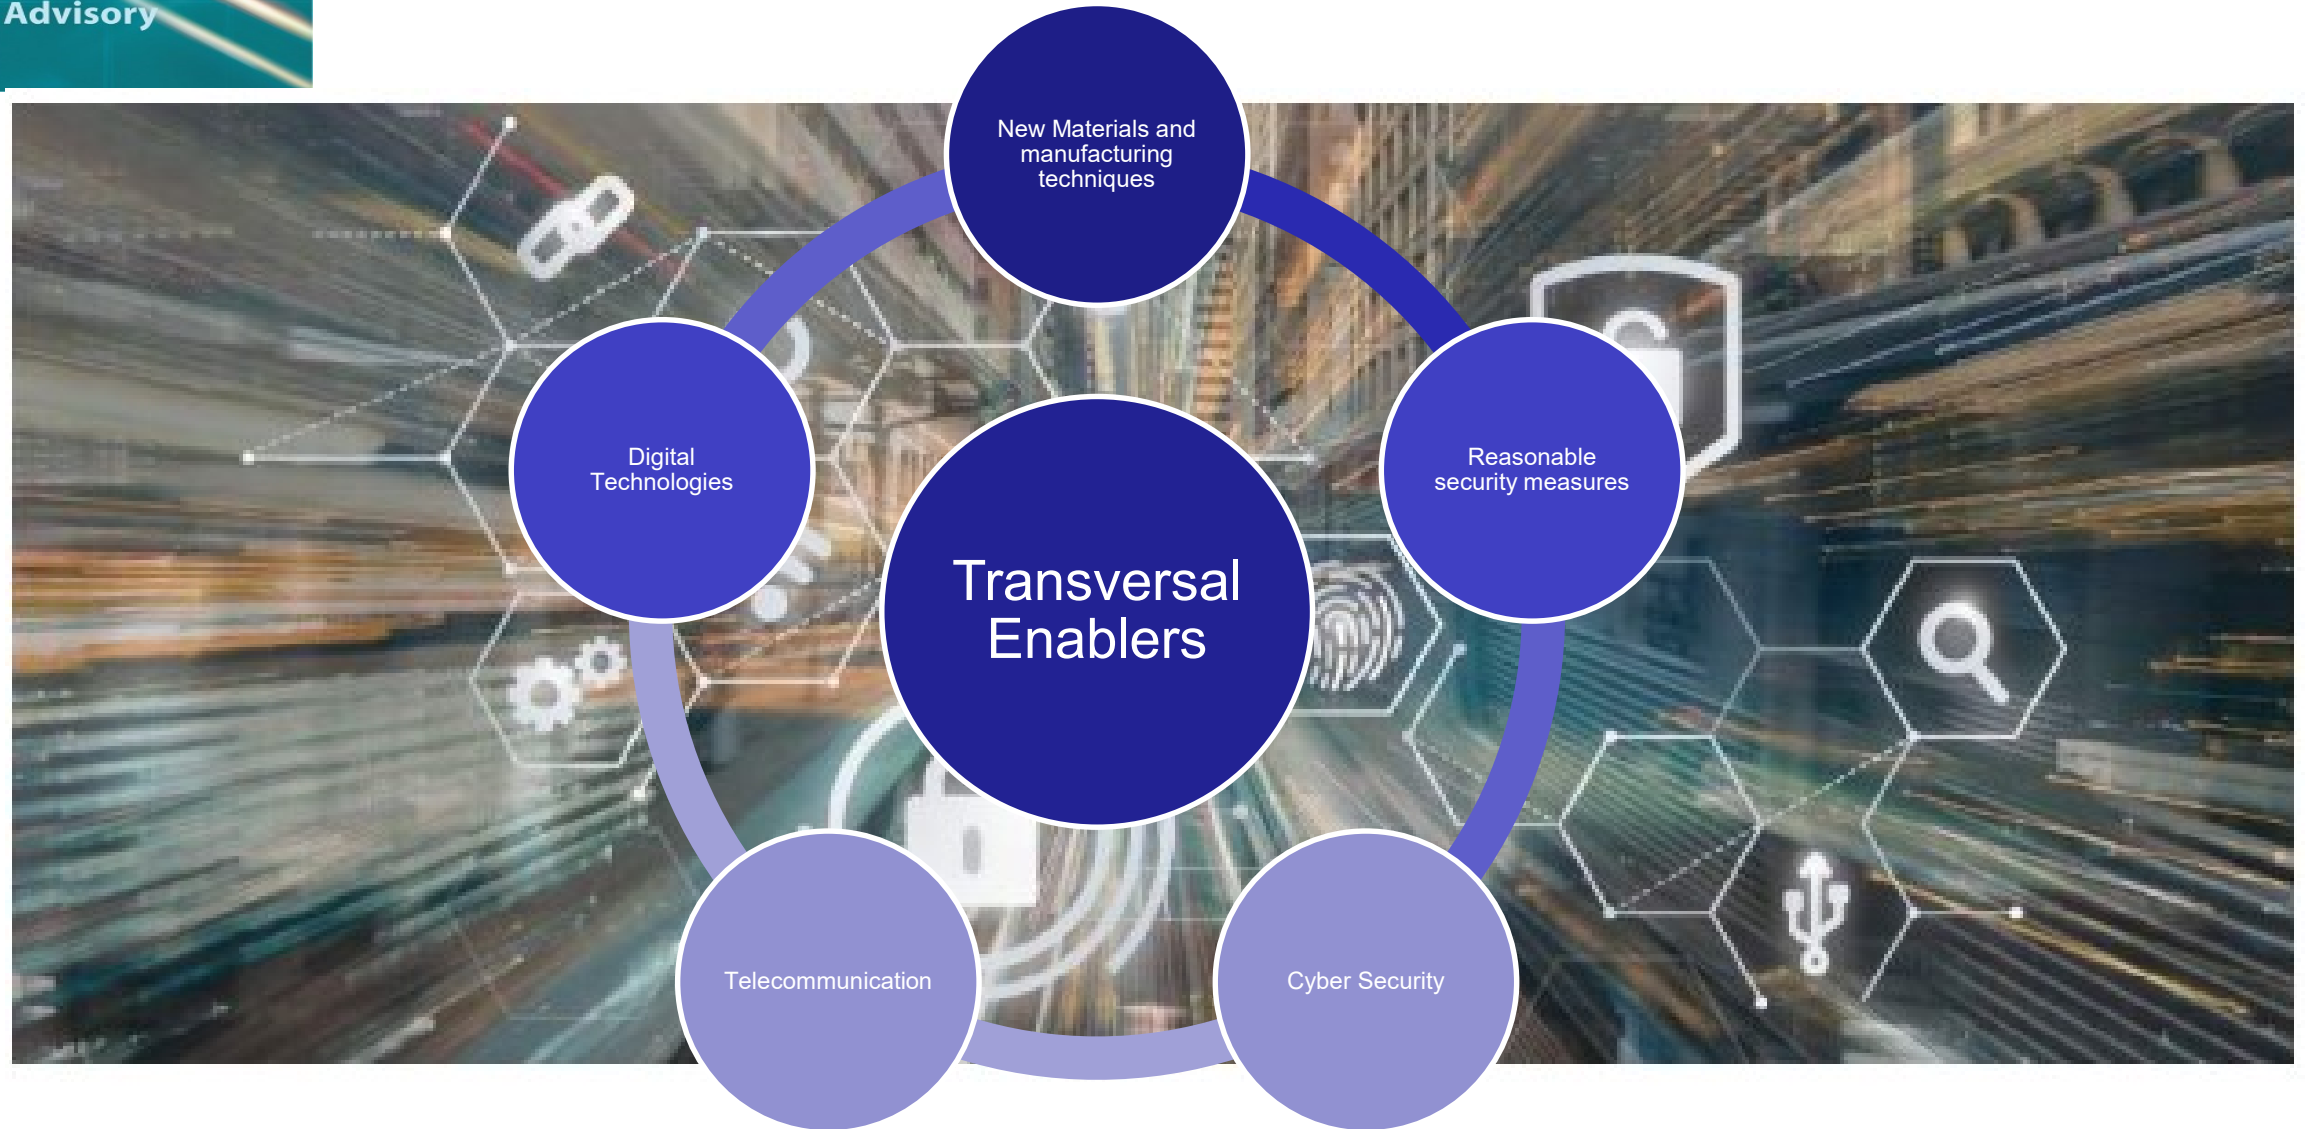 Advisory
New Materials and
manufacturing
techniques
Digital
Technologies
Reasonable
security measures
Transversal
Enablers
Telecommunication
Cyber Security